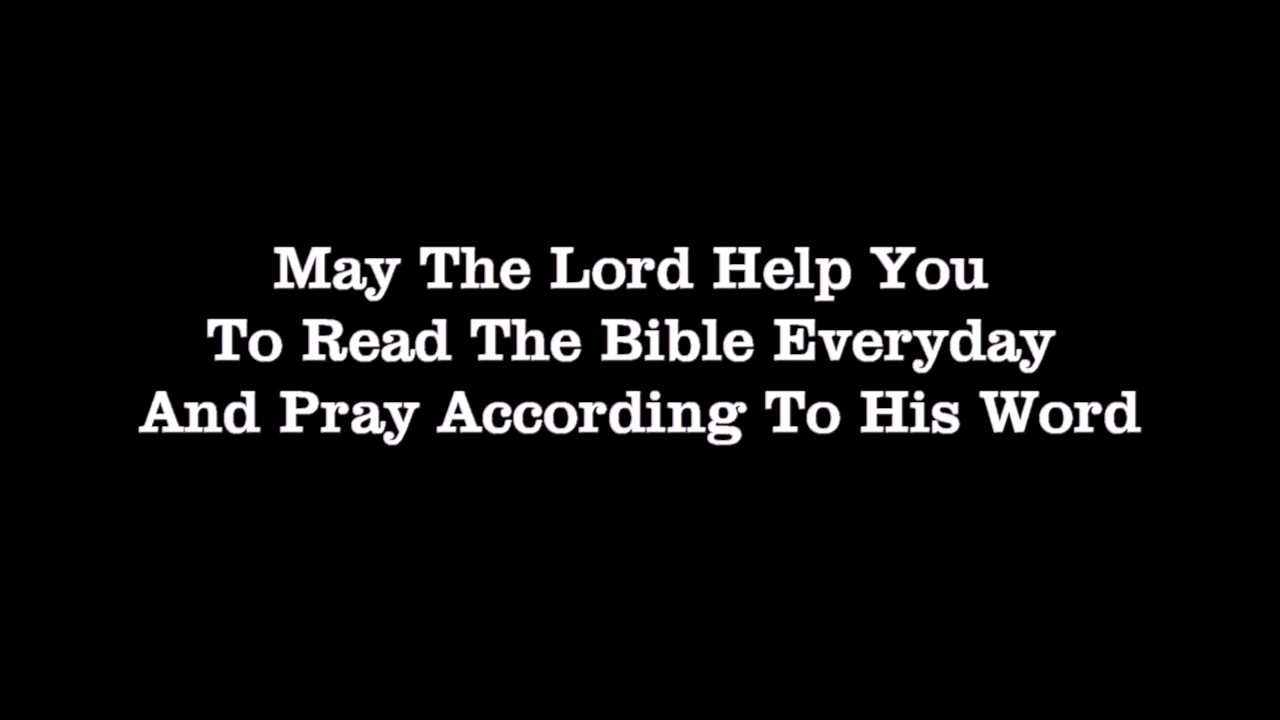 May The Lord Help You
To Read The Bible Everyday
And Pray According To His Word